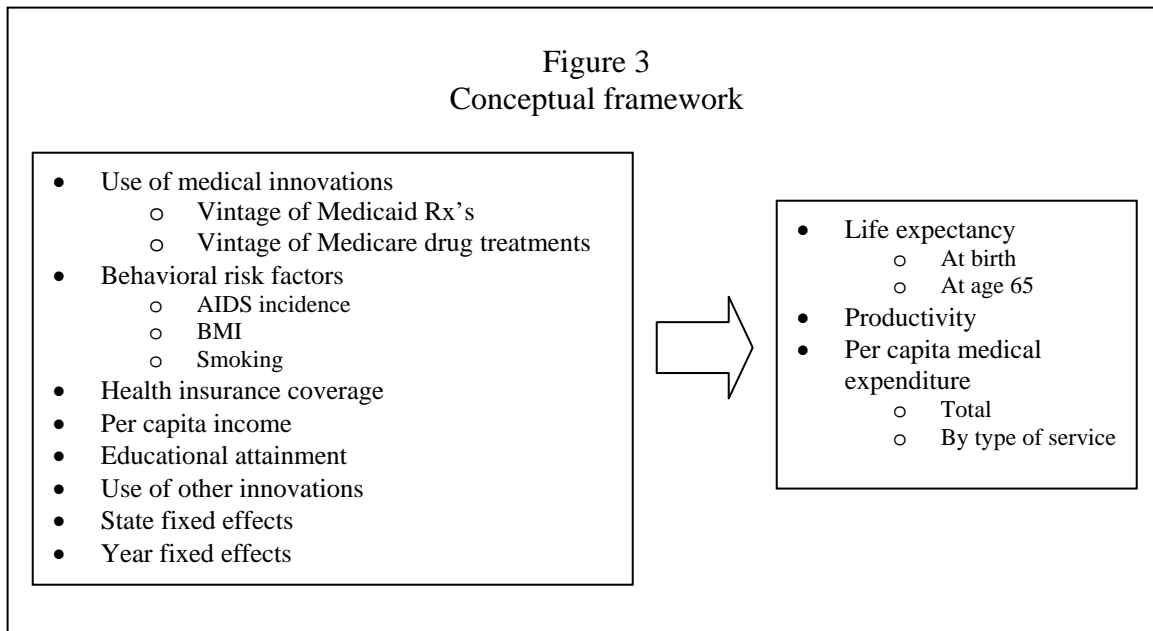 Figure 3
Conceptual framework
• Use of medical innovations
o Vintage of Medicaid Rx’s
o Vintage of Medicare drug treatments
• Behavioral risk factors
o AIDS incidence
o BMI
o Smoking
• Health insurance coverage
• Per capita income
• Educational attainment
• Use of other innovations
• State fixed effects
• Year fixed effects
• Life expectancy
o At birth
o At age 65
• Productivity
• Per capita medical
expenditure
o Total
o By type of service